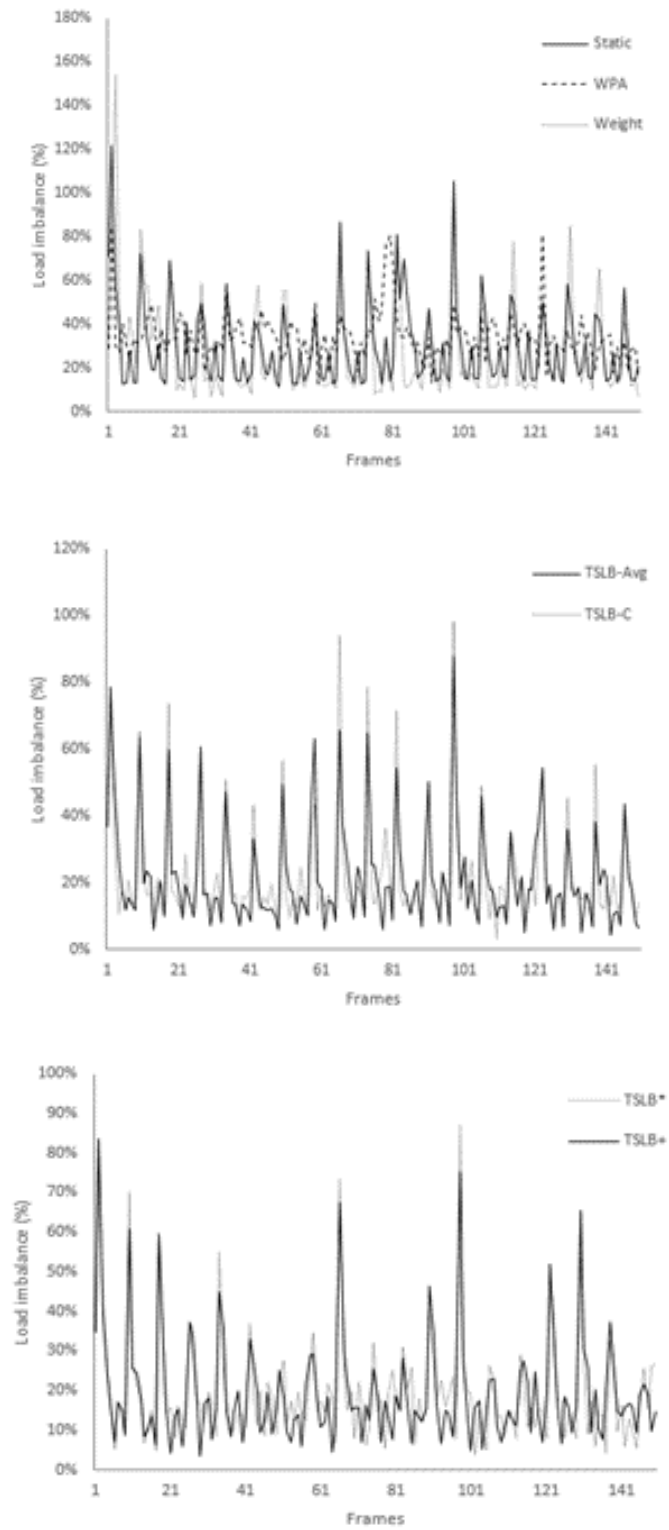 180%
160%
140%
120%
100%
80%
60%
40%
20%
0%
Load imbalance (%)
Static
WPA
Weight
1 21 41 61 81 101 121 141
Frames
120%
100%
80%
60%
40%
20%
0%
Load imbalance (%)
TSLB-Avg
TSLB-C
1 21 41 61 81 101 121 141
Frames
100%
90%
80%
70%
60%
50%
40%
30%
20%
10%
0%
Load imbalance (%)
TSLB*
TSLB+
1 21 41 61 81 101 121 141
Frames